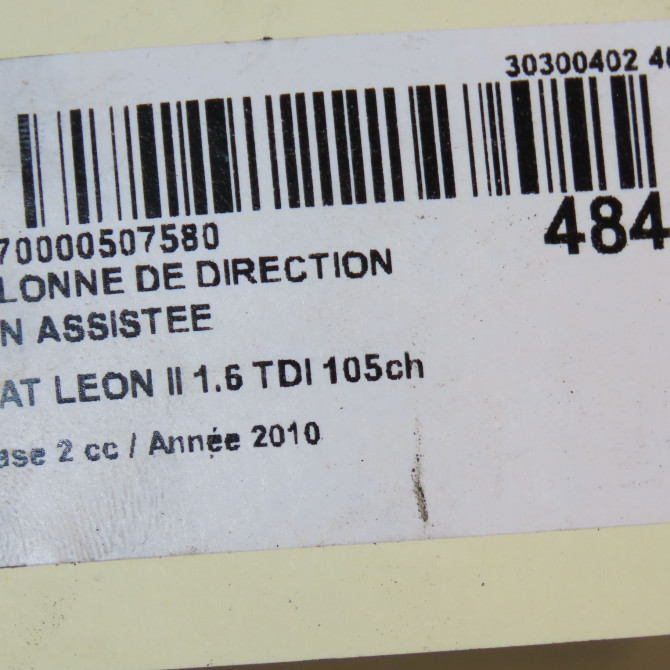 30300402 40
70000507580
484
LONNE DE DIRECTION
N ASSISTEE
AT LEON II 1.6 TDI 105ch
ase 2 cc / Année 2010